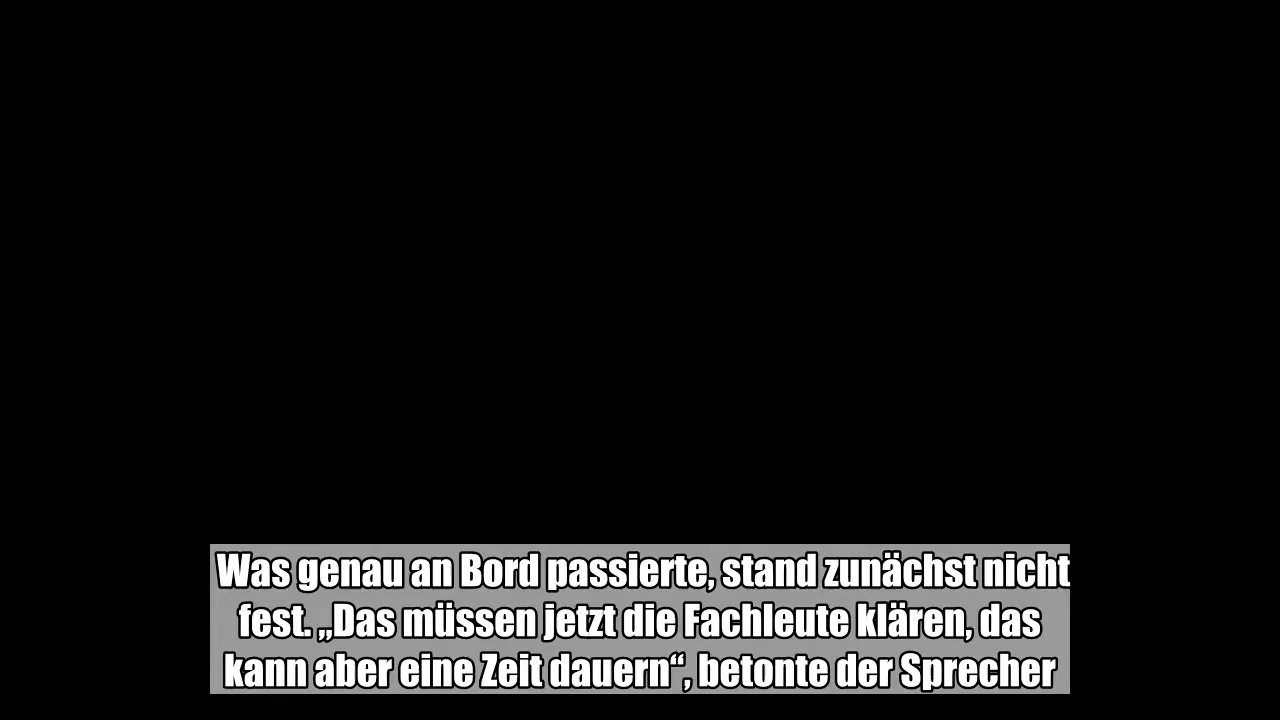 Was genau an Bord passierte, stand zunächst nicht
fest. „Das müssen jetzt die Fachleute klären, das
kann aber eine Zeit dauern“, betonte der Sprecher